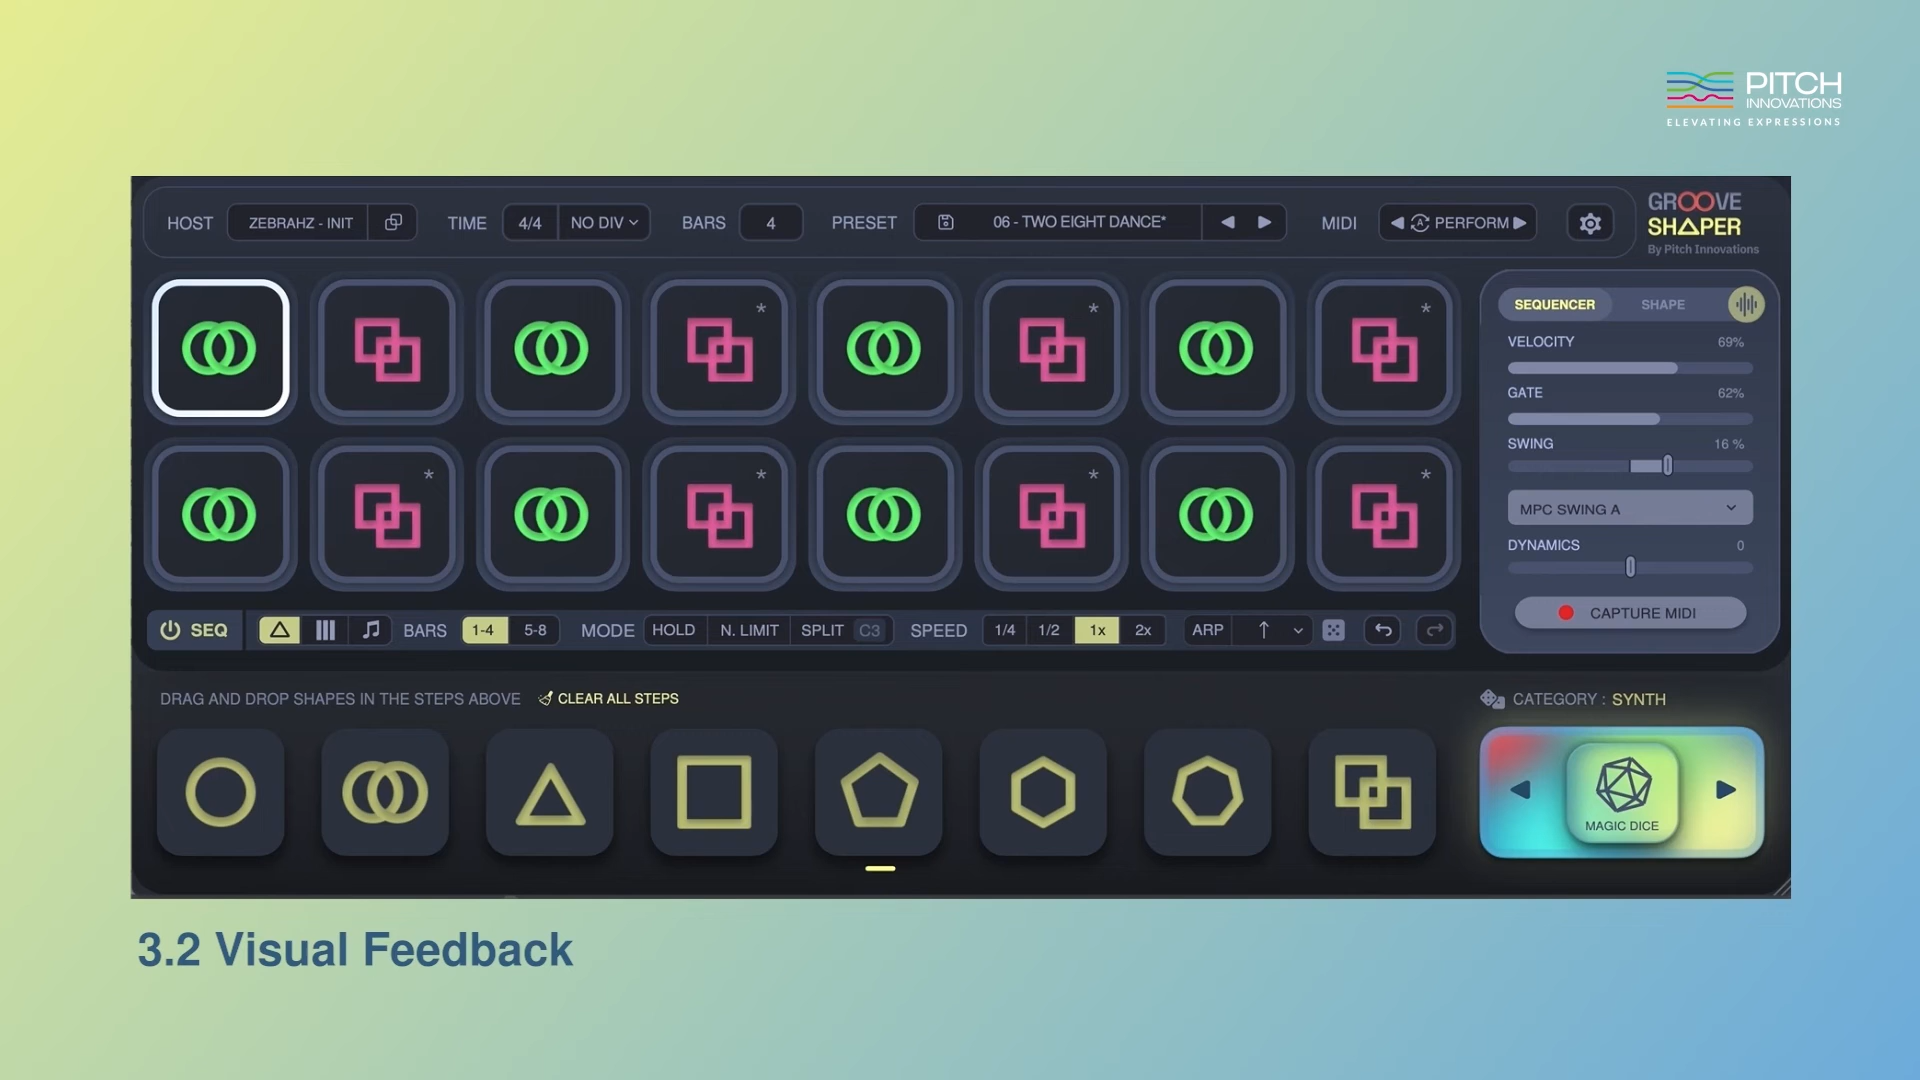 PITCH
INNOVATIONS
ELEVATING EXPRESSIONS
HOST ZEBRAHZ - INIT TIME 4/4 NO DIV BARS 4 PRESET 06 - TWO EIGHT DANCE* MIDI A PERFORM
GROOVE
SHAPER
By Pitch Innovations
* * *
* * * *
SEQUENCER SHAPE
VELOCITY 69%
GATE 62%
SWING 16 %
MPC SWING A
DYNAMICS 0
CAPTURE MIDI
SEQ BARS 1-4 5-8 MODE HOLD N. LIMIT SPLIT C3 SPEED 1/4 1/2 1x 2x ARP
DRAG AND DROP SHAPES IN THE STEPS ABOVE CLEAR ALL STEPS
CATEGORY : SYNTH
MAGIC DICE
3.2 Visual Feedback